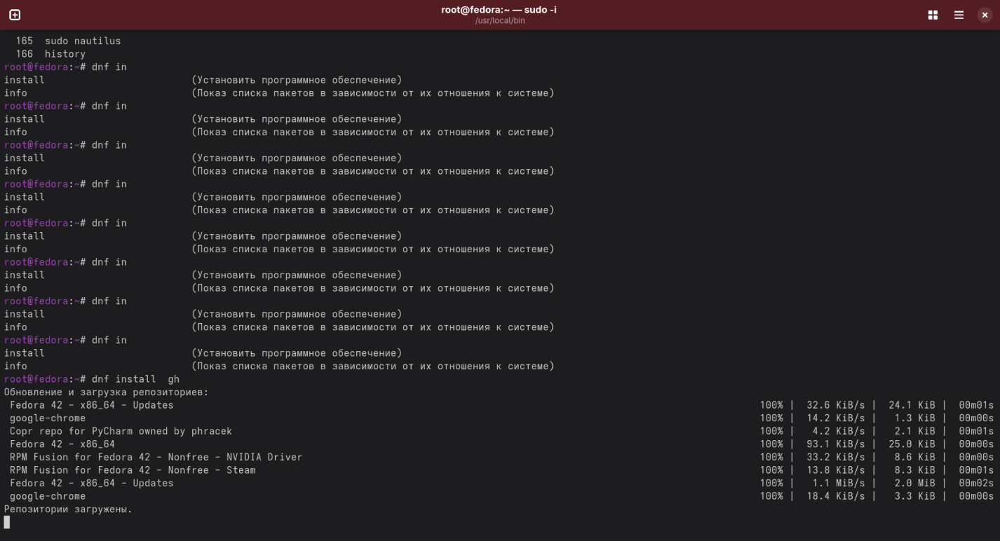 root@fedora:~ — sudo -i
/usr/local/bin
165 sudo nautilus
166 history
root@fedora:~# dnf in
install (Установить программное обеспечение)
info (Показ списка пакетов в зависимости от их отношения к системе)
root@fedora:~# dnf in
install (Установить программное обеспечение)
info (Показ списка пакетов в зависимости от их отношения к системе)
root@fedora:~# dnf in
install (Установить программное обеспечение)
info (Показ списка пакетов в зависимости от их отношения к системе)
root@fedora:~# dnf in
install (Установить программное обеспечение)
info (Показ списка пакетов в зависимости от их отношения к системе)
root@fedora:~# dnf in
install (Установить программное обеспечение)
info (Показ списка пакетов в зависимости от их отношения к системе)
root@fedora:~# dnf in
install (Установить программное обеспечение)
info (Показ списка пакетов в зависимости от их отношения к системе)
root@fedora:~# dnf in
install (Установить программное обеспечение)
info (Показ списка пакетов в зависимости от их отношения к системе)
root@fedora:~# dnf in
install (Установить программное обеспечение)
info (Показ списка пакетов в зависимости от их отношения к системе)
root@fedora:~# dnf install  gh
Обновление и загрузка репозиториев:
Fedora 42 - x86_64 - Updates 100% | 32.6 KiB/s | 24.1 KiB | 00m01s
google-chrome 100% | 14.2 KiB/s | 1.3 KiB | 00m00s
Copr repo for PyCharm owned by phracek 100% | 4.2 KiB/s | 2.1 KiB | 00m01s
Fedora 42 - x86_64 100% | 93.1 KiB/s | 25.0 KiB | 00m00s
RPM Fusion for Fedora 42 - Nonfree - NVIDIA Driver 100% | 33.2 KiB/s | 8.6 KiB | 00m00s
RPM Fusion for Fedora 42 - Nonfree - Steam 100% | 13.8 KiB/s | 8.3 KiB | 00m01s
Fedora 42 - x86_64 - Updates 100% | 1.1 MiB/s | 2.0 MiB | 00m02s
google-chrome 100% | 18.4 KiB/s | 3.3 KiB | 00m00s
Репозитории загружены.